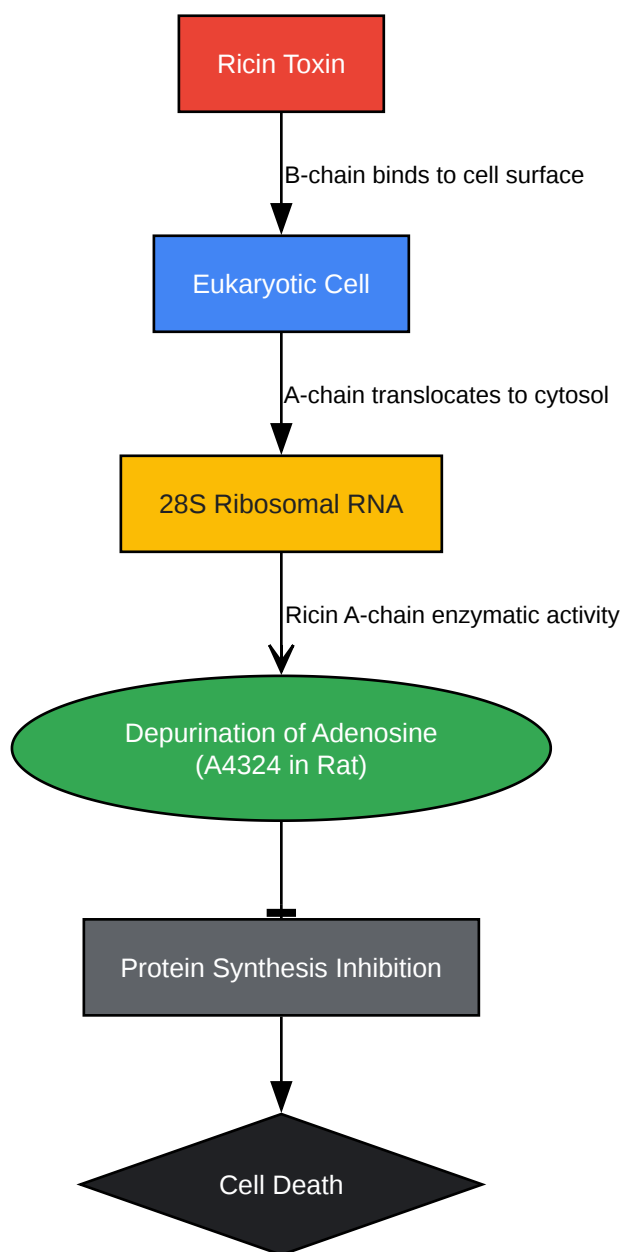 Ricin Toxin
B-chain binds to cell surface
Eukaryotic Cell
A-chain translocates to cytosol
28S Ribosomal RNA
Ricin A-chain enzymatic activity
Depurination of Adenosine
(A4324 in Rat)
Protein Synthesis Inhibition
Cell Death